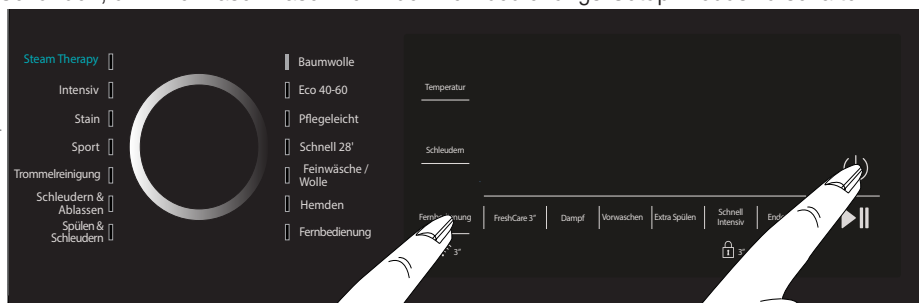 Steam Therapy
Intensiv
Stain
Sport
Trommelreinigung
Schleudern &
Ablassen
Spülen &
Schleudern
Baumwolle
Eco 40-60
Pflegeleicht
Schnell 28'
Feinwäsche /
Wolle
Hemden
Fernbedienung
Temperatur
Schleudern
FreshCare 3"
Dampf
Vorwaschen
Extra Spülen
Schnell
Intensiv
3"
3"